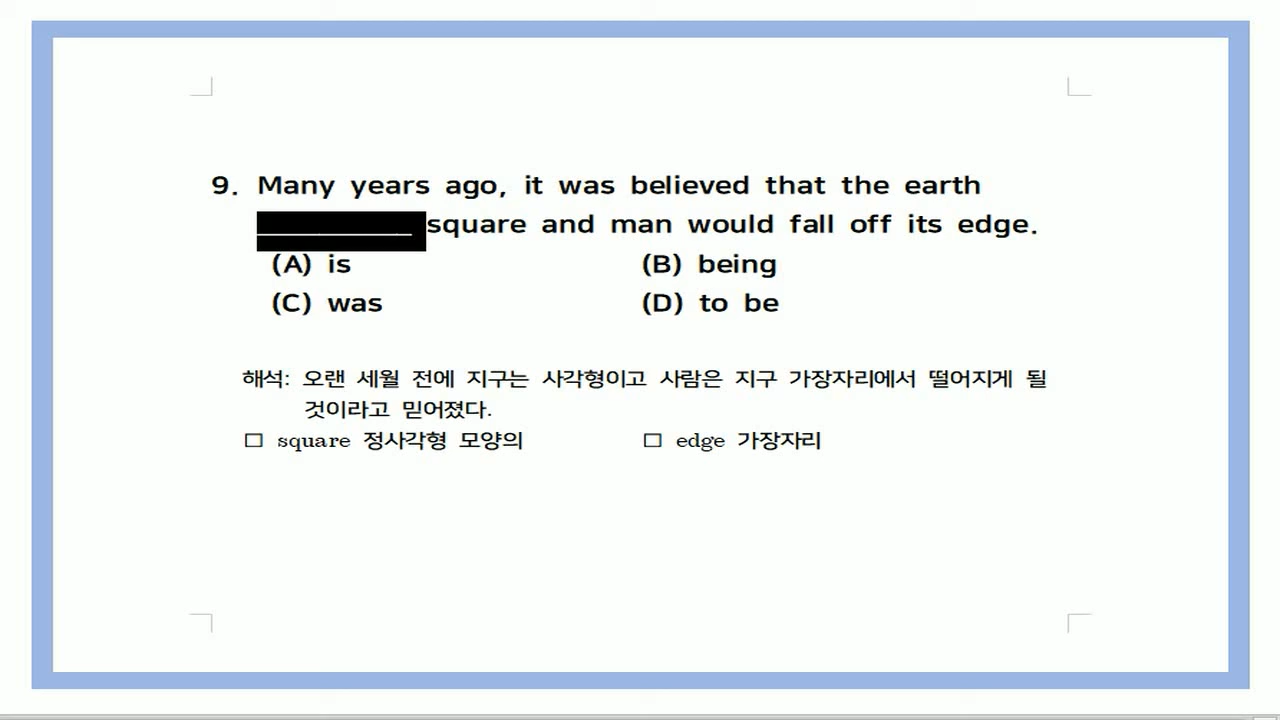 9. Many years ago, it was believed that the earth
____________ square and man would fall off its edge.
(A) is (B) being
(C) was (D) to be
해석: 오랜 세월 전에 지구는 사각형이고 사람은 지구 가장자리에서 떨어지게 될
것이라고 믿어졌다.
□ square 정사각형 모양의 □ edge 가장자리